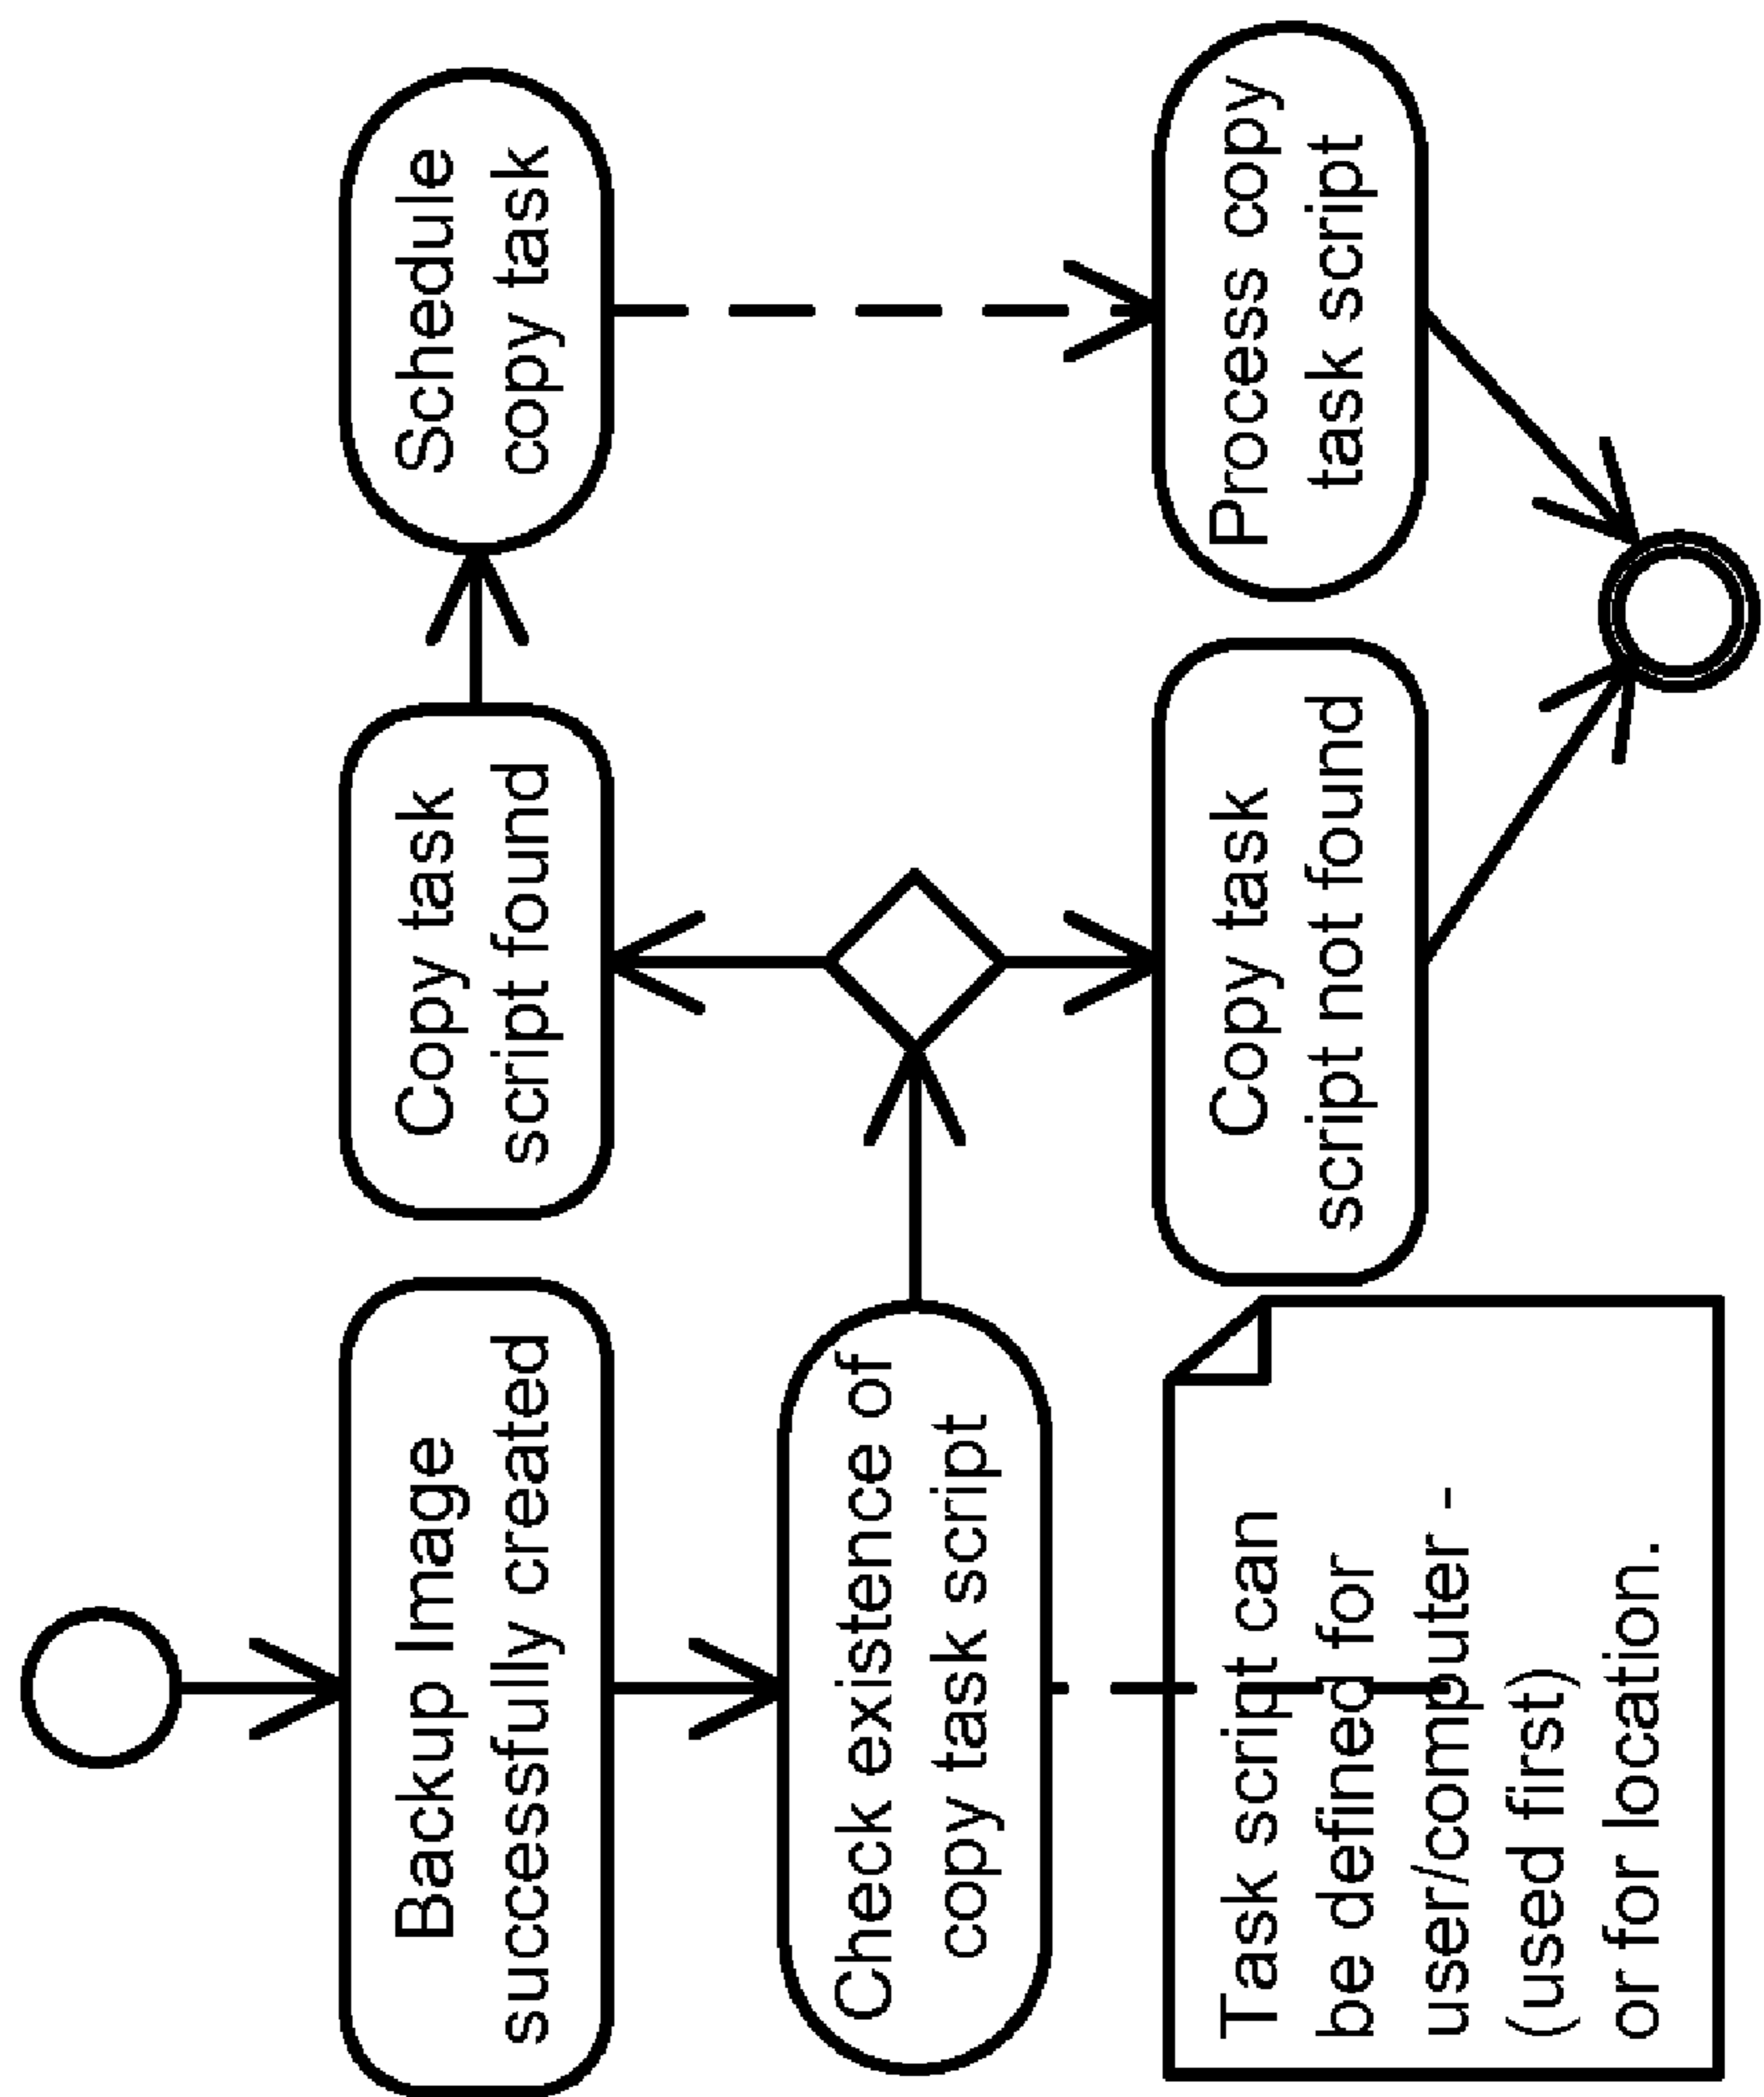 Backup Image
successfully created
Copy task
script found
Schedule
copy task
Check existence of
copy task script
Task script can
be defined for
user/computer -
(used first)
or for location.
Copy task
script not found
Process copy
task script